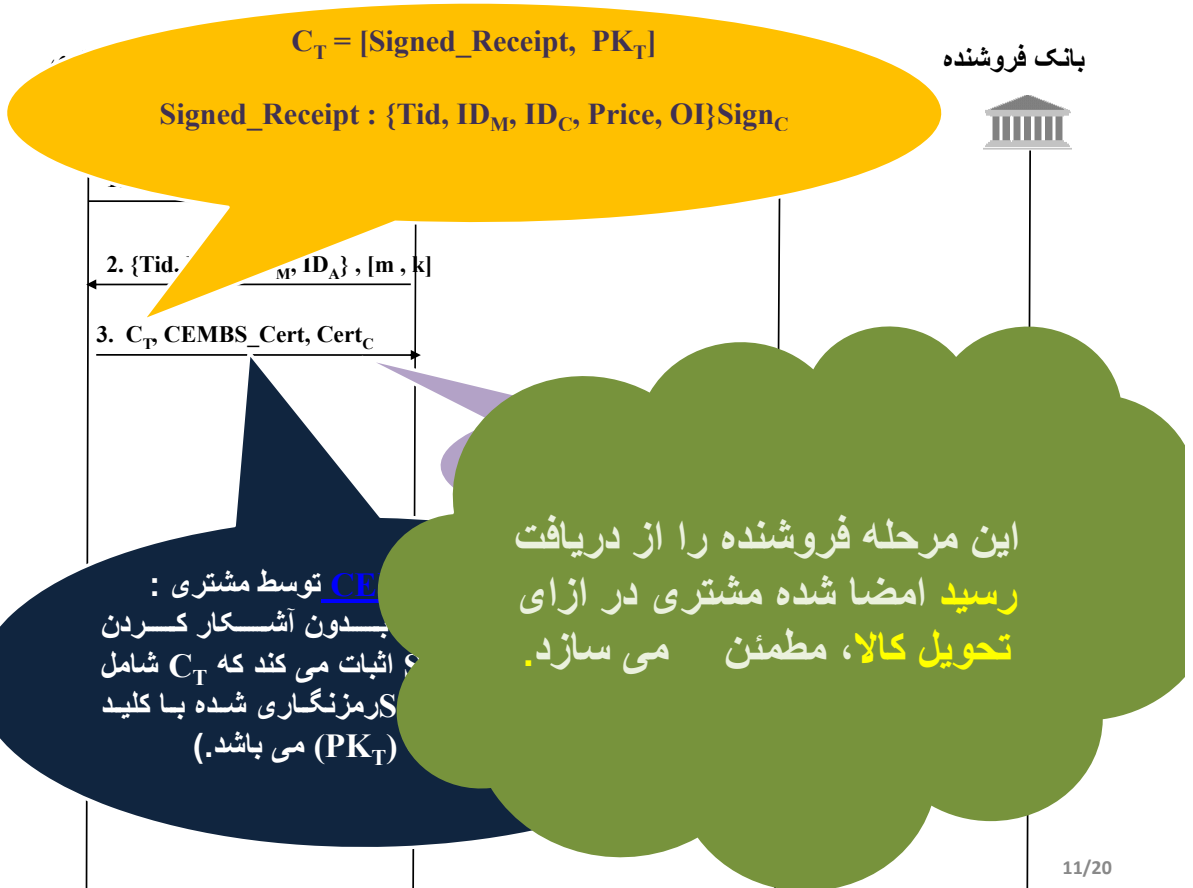 C_T = [Signed_Receipt, PK_T]
Signed_Receipt : {Tid, ID_M, ID_C, Price, OI}Sign_C
بانک فروشنده
2. {Tid. M, ID_A} , [m , k]
3. C_T, CEMBS_Cert, Cert_C
این مرحله فروشنده را از دریافت
رسید امضا شده مشتری در ازای
تحویل کالا، مطمئن می سازد.
توسط مشتری :
بدون آشکار کردن
اثبات می کند که C_T شامل
رمزنگاری شده با کلید
(PK_T) می باشد.)
11/20